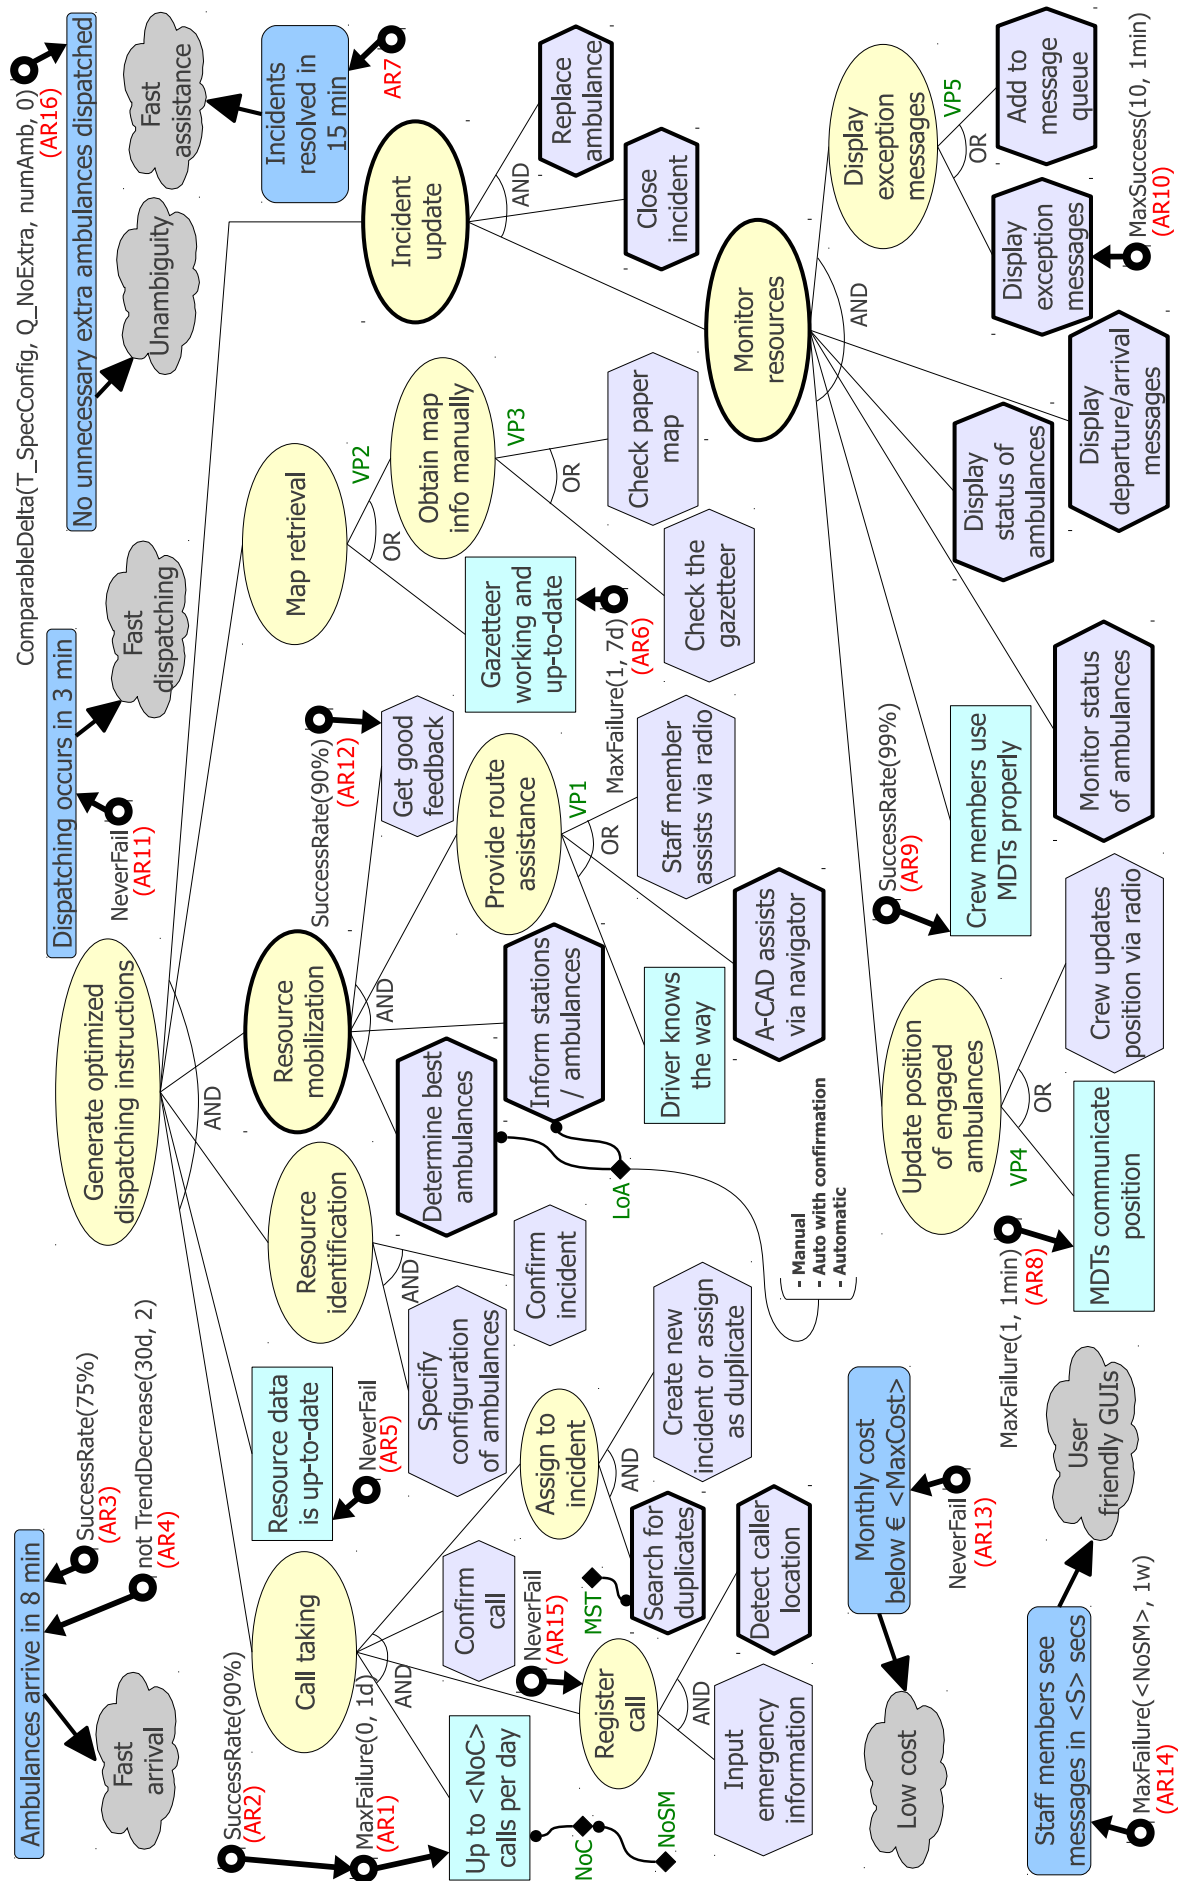 Ambulances arrive in 8 min
Fast
arrival
SuccessRate(75%)
(AR3)
not TrendDecrease(30d, 2)
(AR4)
SuccessRate(90%)
(AR2)
MaxFailure(0, 1d)
(AR1)
Generate optimized
dispatching instructions
AND
Dispatching occurs in 3 min
NeverFail
(AR11)
Fast
dispatching
ComparableDelta(T_SpecConfig, Q_NoExtra, numAmb, 0)
(AR16)
No unnecessary extra ambulances dispatched
Unambiguity
Fast
assistance
Incidents
resolved in
15 min
AR7
Call taking
AND
Up to <NoC>
calls per day
NoC
NoSM
Register
call
AND
NeverFail
(AR15)
Input
emergency
information
Detect caller
location
Confirm
call
Assign to
incident
AND
MST
Search for
duplicates
Create new
incident or assign
as duplicate
Resource data
is up-to-date
NeverFail
(AR5)
Resource
identification
AND
Specify
configuration
of ambulances
Confirm
incident
Resource
mobilization
AND
Determine best
ambulances
Inform stations
/ ambulances
LoA
- Manual
- Auto with confirmation
- Automatic
SuccessRate(90%)
(AR12)
Get good
feedback
Provide route
assistance
VP1
OR
Driver knows
the way
A-CAD assists
via navigator
Staff member
assists via radio
Map retrieval
VP2
OR
Gazetteer
working and
up-to-date
MaxFailure(1, 7d)
(AR6)
Obtain map
info manually
VP3
OR
Check the
gazetteer
Check paper
map
Incident
update
AND
Replace
ambulance
Close
incident
Monitor
resources
AND
Update position
of engaged
ambulances
VP4
OR
MaxFailure(1, 1min)
(AR8)
MDTs communicate
position
Crew updates
position via radio
SuccessRate(99%)
(AR9)
Crew members use
MDTs properly
Monitor status
of ambulances
Display
status of
ambulances
Display
departure/arrival
messages
Display
exception
messages
VP5
OR
Display
exception
messages
MaxSuccess(10, 1min)
(AR10)
Add to
message
queue
Low cost
Monthly cost
below € <MaxCost>
NeverFail
(AR13)
Staff members see
messages in <S> secs
MaxFailure(<NoSM>, 1w)
(AR14)
User
friendly GUIs